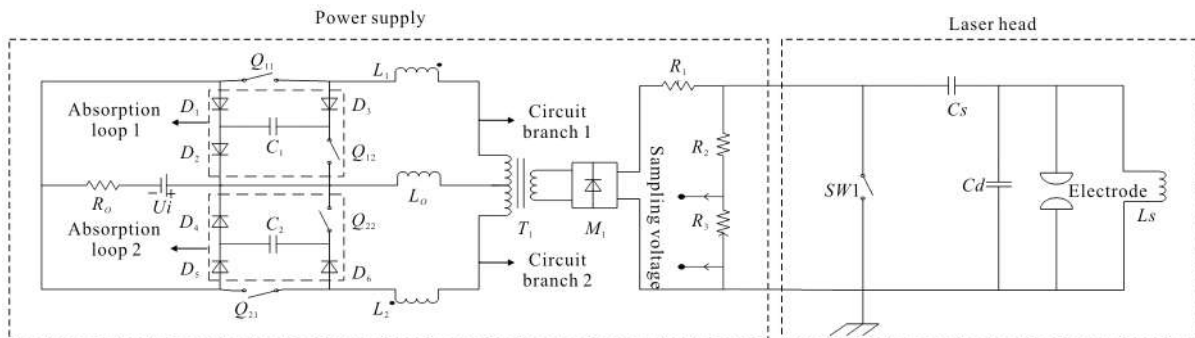 Power supply
Laser head
Q11
L1
R1
D1
D3
Absorption
loop 1
Circuit
branch 1
Cs
C1
D2
Q12
R2
Sampling voltage
SW1
Cd
Electrode
Ro
Ui
− +
Lo
T1
M1
R3
Ls
D4
Q22
C2
Absorption
loop 2
D5
D6
Circuit
branch 2
Q21
L2